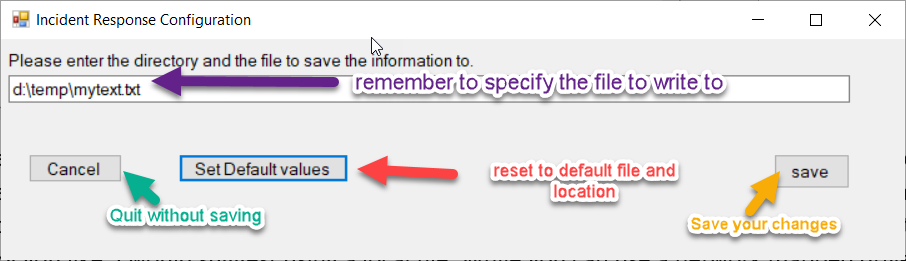 Incident Response Configuration
Please enter the directory and the file to save the information to.
d:\temp\mytext.txt
remember to specify the file to write to
Cancel
Set Default values
reset to default file and
location
save
Quit without saving
Save your changes